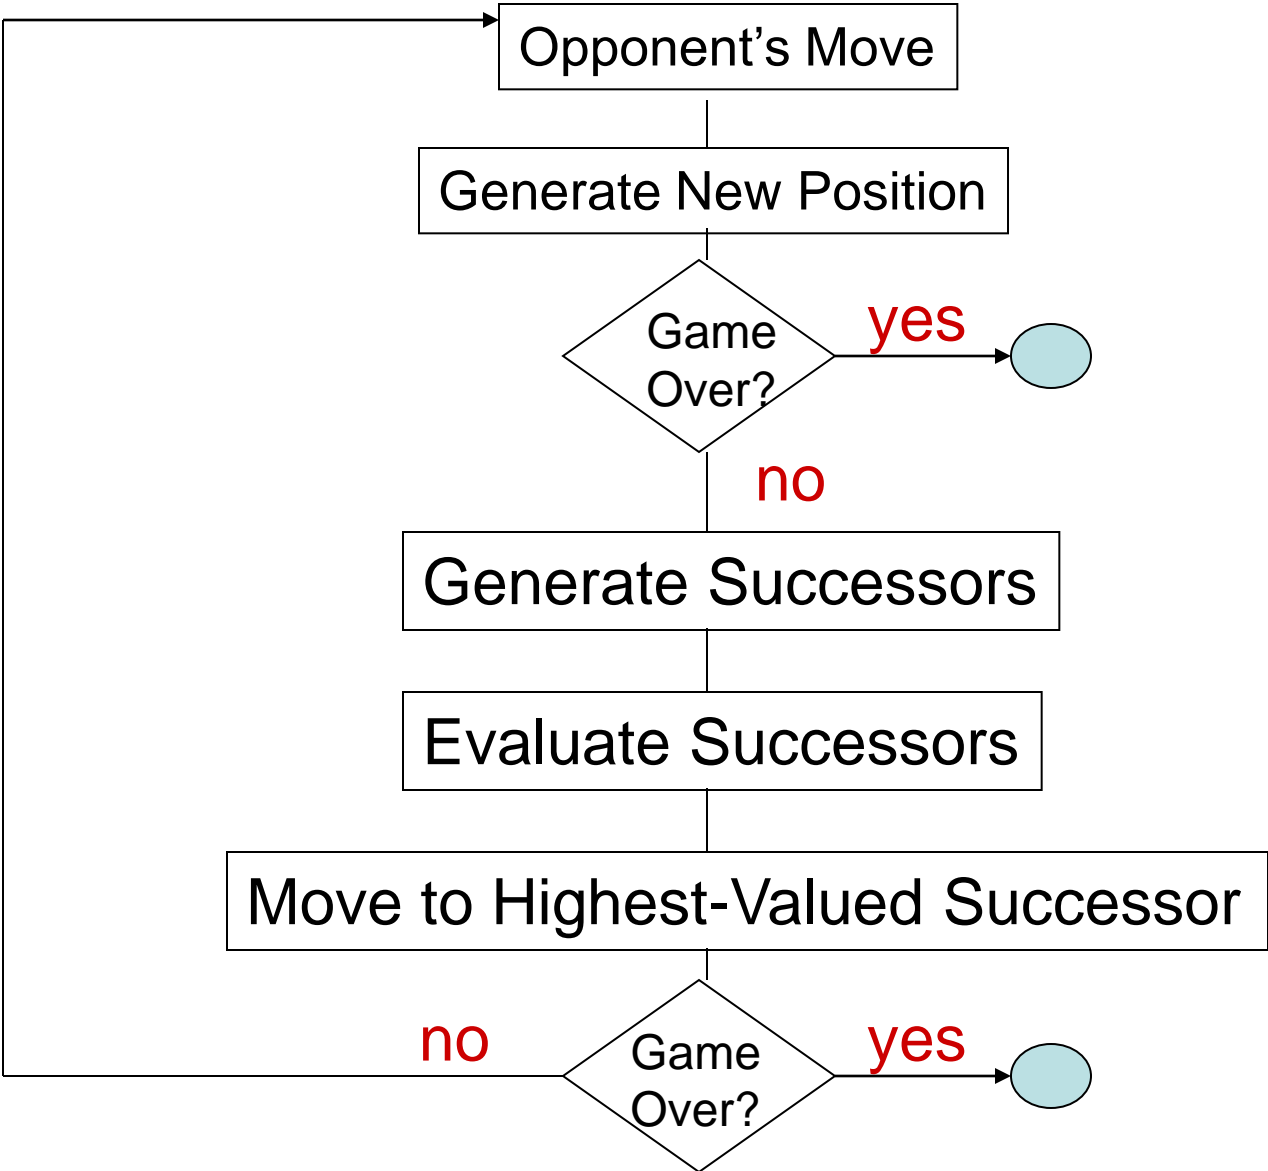 Opponent's Move
Generate New Position
Game
Over?
yes
no
Generate Successors
Evaluate Successors
Move to Highest-Valued Successor
no
Game
Over?
yes